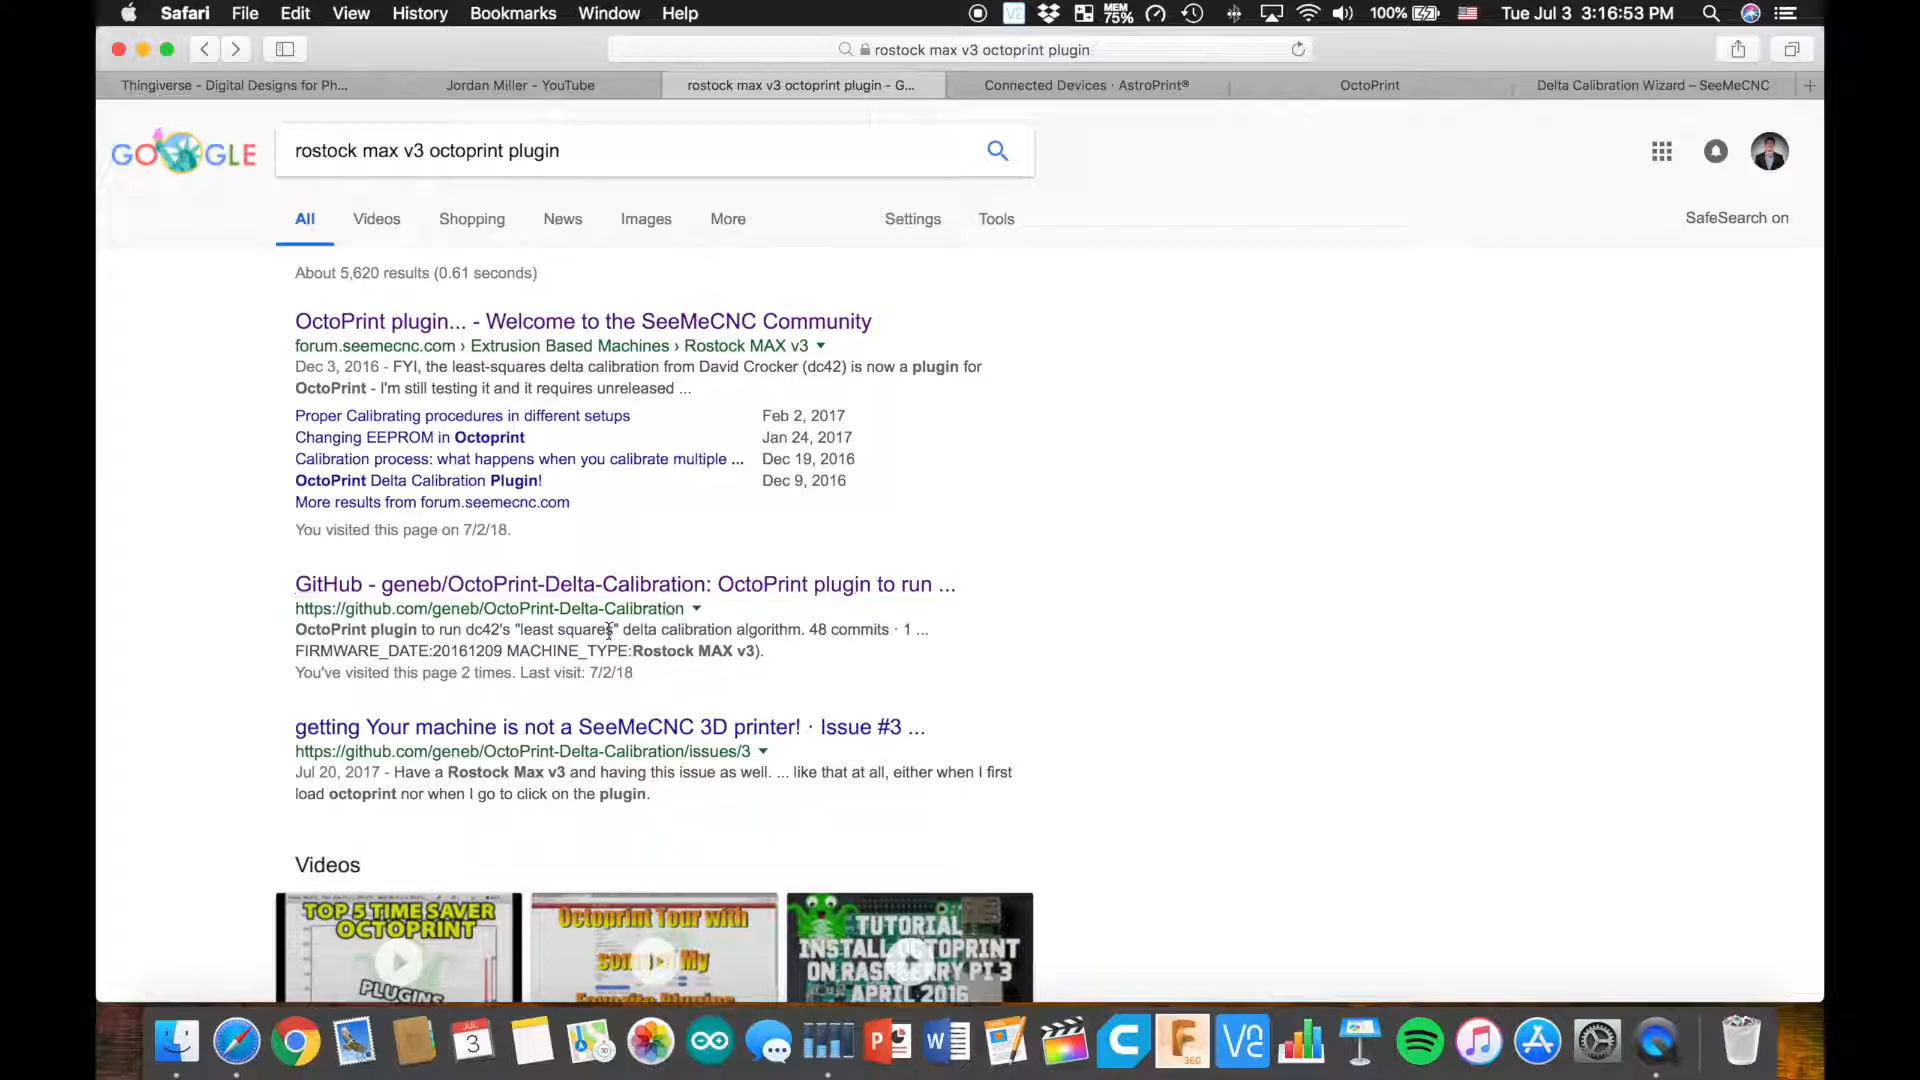 Safari File Edit View History Bookmarks Window Help MEM 75% 100% Tue Jul 3 3:16:53 PM
rostock max v3 octoprint plugin
Thingiverse - Digital Designs for Ph... Jordan Miller - YouTube rostock max v3 octoprint plugin - G... Connected Devices · AstroPrint® OctoPrint Delta Calibration Wizard – SeeMeCNC
GOOGLE rostock max v3 octoprint plugin
All Videos Shopping News Images More Settings Tools SafeSearch on
About 5,620 results (0.61 seconds)
OctoPrint plugin... - Welcome to the SeeMeCNC Community
forum.seemecnc.com › Extrusion Based Machines › Rostock MAX v3
Dec 3, 2016 - FYI, the least-squares delta calibration from David Crocker (dc42) is now a plugin for
OctoPrint - I'm still testing it and it requires unreleased ...
Proper Calibrating procedures in different setups Feb 2, 2017
Changing EEPROM in Octoprint Jan 24, 2017
Calibration process: what happens when you calibrate multiple ... Dec 19, 2016
OctoPrint Delta Calibration Plugin! Dec 9, 2016
More results from forum.seemecnc.com
You visited this page on 7/2/18.
GitHub - geneb/OctoPrint-Delta-Calibration: OctoPrint plugin to run ...
https://github.com/geneb/OctoPrint-Delta-Calibration
OctoPrint plugin to run dc42's "least squares" delta calibration algorithm. 48 commits · 1 ...
FIRMWARE_DATE:20161209 MACHINE_TYPE:Rostock MAX v3).
You've visited this page 2 times. Last visit: 7/2/18
getting Your machine is not a SeeMeCNC 3D printer! · Issue #3 ...
https://github.com/geneb/OctoPrint-Delta-Calibration/issues/3
Jul 20, 2017 - Have a Rostock Max v3 and having this issue as well. ... like that at all, either when I first
load octoprint nor when I go to click on the plugin.
Videos
TOP 5 TIME SAVER
OCTOPRINT
PLUGINS
Octoprint Tour with
some of My
Favorite Plugins
TUTORIAL
INSTALL OCTOPRINT
ON RASPBERRY PI 3
APRIL 2016
JUL
3
360